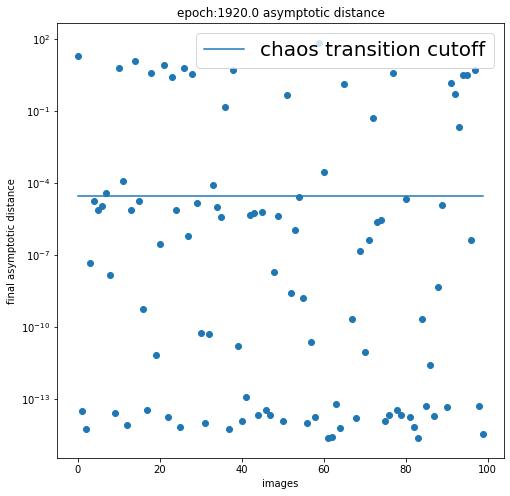 epoch:1920.0 asymptotic distance
chaos transition cutoff
final asymptotic distance
10²
10⁻¹
10⁻⁴
10⁻⁷
10⁻¹⁰
10⁻¹³
0 20 40 60 80 100
images